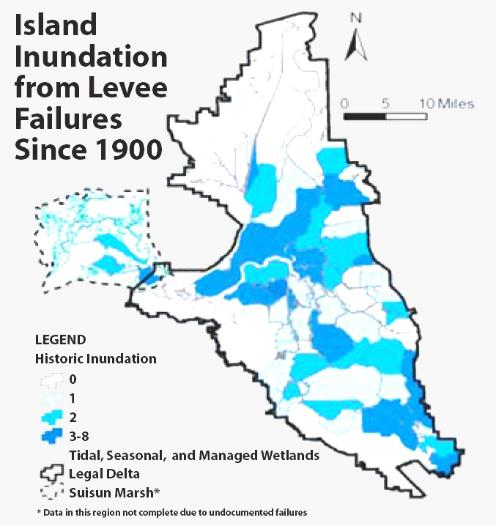 Island
Inundation
from Levee
Failures
Since 1900
N
0 5 10 Miles
LEGEND
Historic Inundation
0
1
2
3-8
Tidal, Seasonal, and Managed Wetlands
Legal Delta
Suisun Marsh*
* Data in this region not complete due to undocumented failures